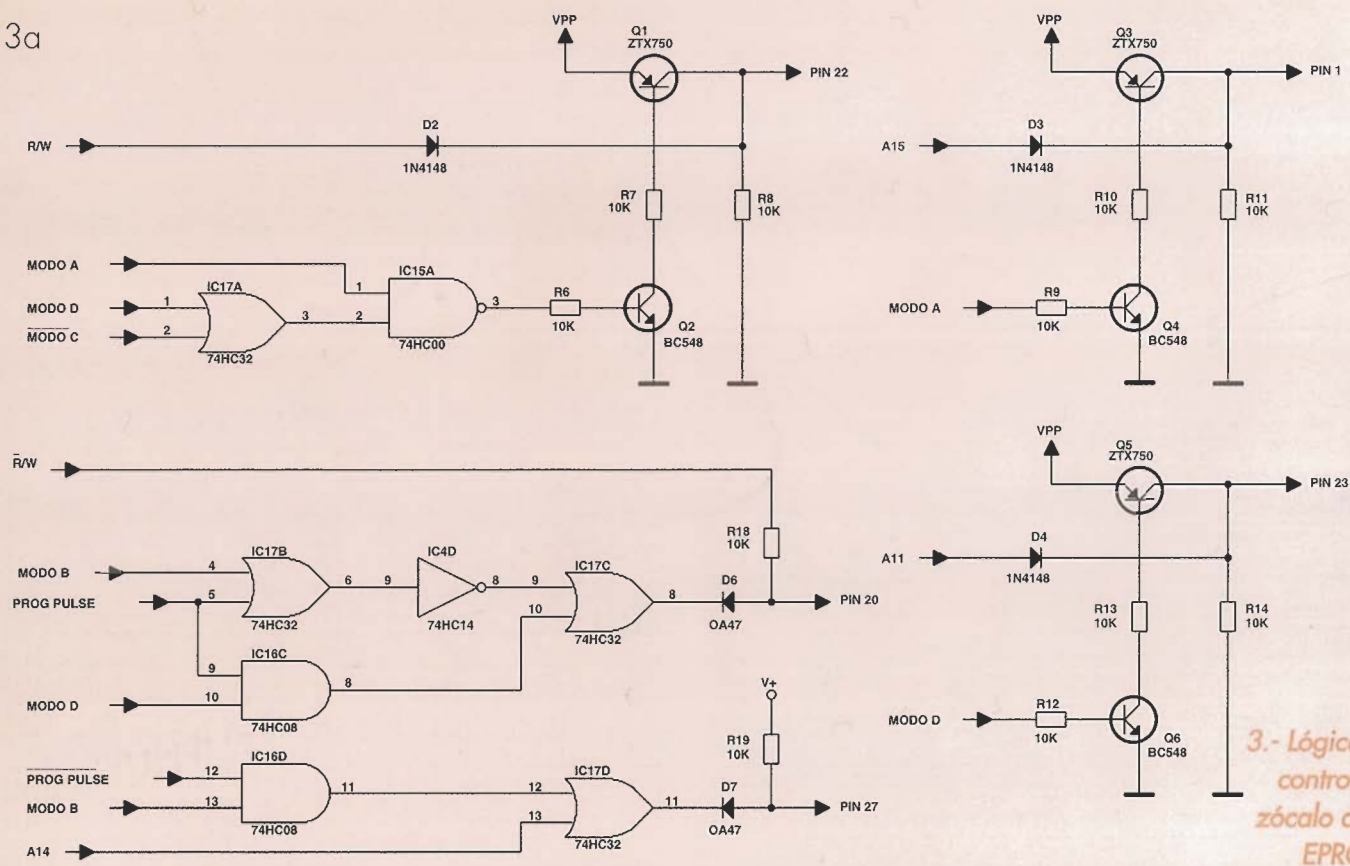 3a
VPP
Q1
ZTX750
PIN 22
R/W
D2
1N4148
R7
10K
R8
10K
MODO A
MODO D
MODO C
IC17A
1
2
3
74HC32
IC15A
1
2
3
74HC00
R6
10K
Q2
BC548
VPP
Q3
ZTX750
PIN 1
A15
D3
1N4148
R10
10K
R11
10K
MODO A
R9
10K
Q4
BC548
R/W
R18
10K
MODO B
PROG PULSE
IC17B
4
5
6
74HC32
IC4D
9
8
74HC14
IC17C
9
10
8
74HC32
D6
OA47
PIN 20
MODO D
IC16C
9
10
8
74HC08
V+
R19
10K
PROG PULSE
MODO B
IC16D
12
13
11
74HC08
A14
IC17D
12
13
11
74HC32
D7
OA47
PIN 27
VPP
Q5
ZTX750
PIN 23
A11
D4
1N4148
R13
10K
R14
10K
MODO D
R12
10K
Q6
BC548
3.- Lógica
contro
zócalo d
EPRO